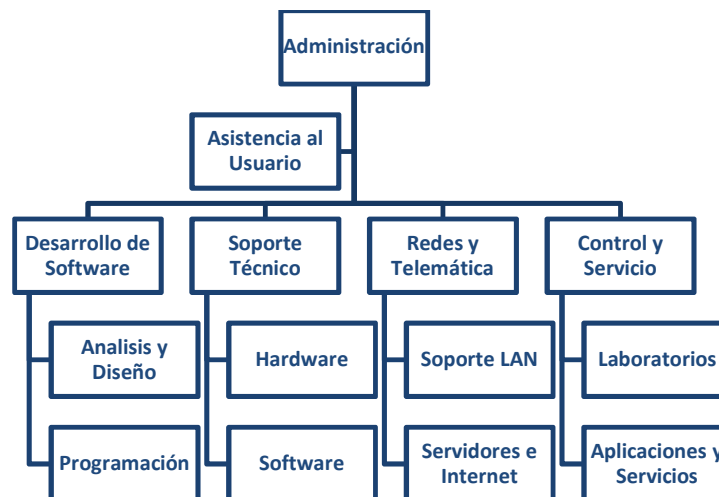 Administración
Asistencia al
Usuario
Desarrollo de
Software
Soporte
Técnico
Redes y
Telemática
Control y
Servicio
Analisis y
Diseño
Hardware
Soporte LAN
Laboratorios
Programación
Software
Servidores e
Internet
Aplicaciones y
Servicios